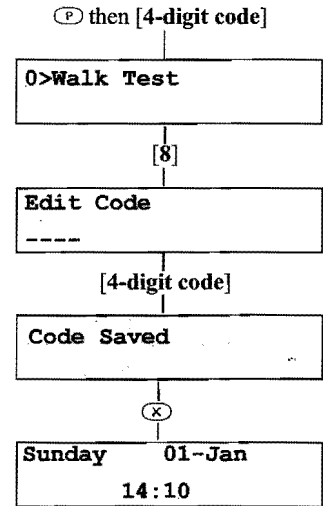 Ⓟ then [4-digit code]
0>Walk Test
[8]
Edit Code
----
[4-digit code]
Code Saved
ⓧ
Sunday 01-Jan
14:10